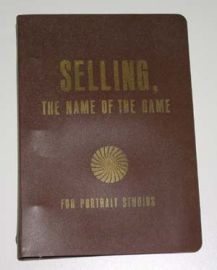 SELLING,
THE NAME OF THE GAME
FOR PORTRAIT STUDIOS